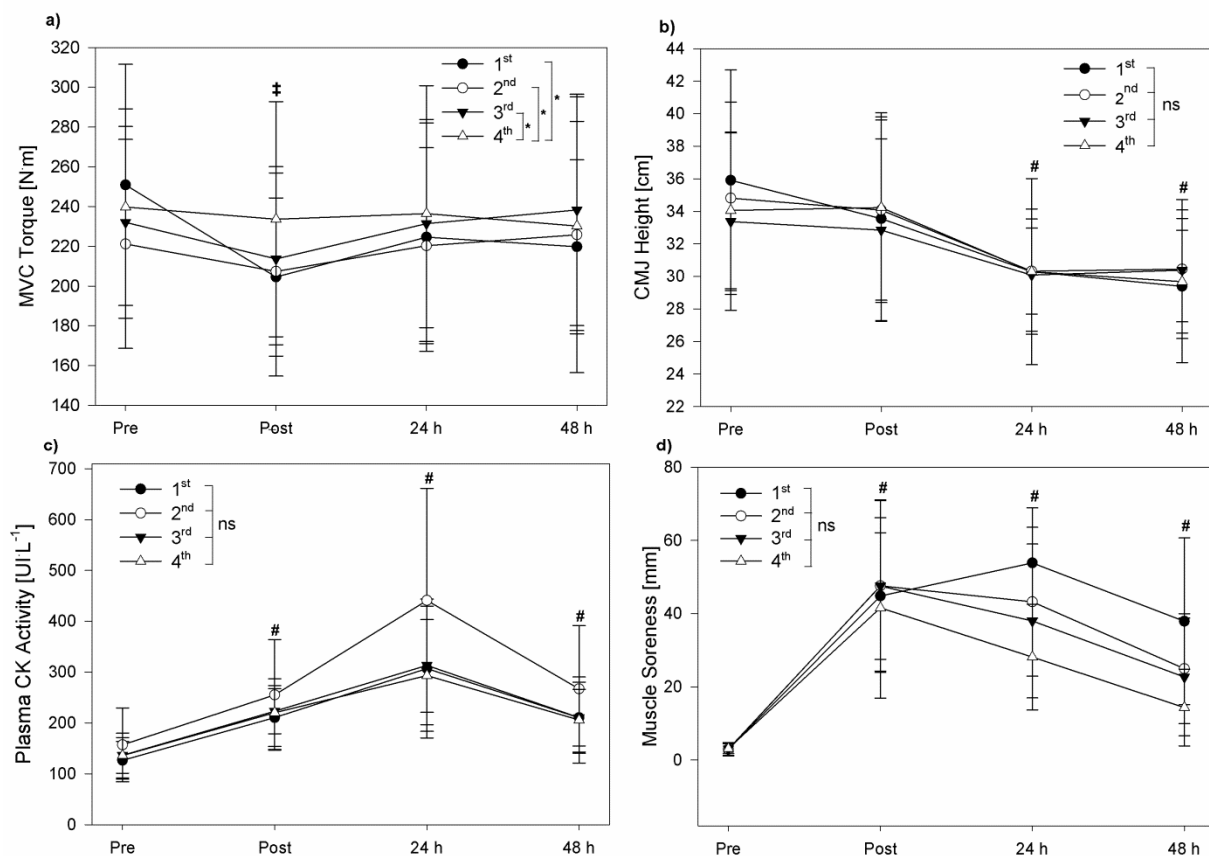 a)
MVC Torque [N·m]
320
300
280
260
240
220
200
180
160
140
‡
1st
2nd
3rd
4th
*
*
*
Pre
Post
24 h
48 h
b)
CMJ Height [cm]
44
42
40
38
36
34
32
30
28
26
24
22
1st
2nd
3rd
4th
ns
#
#
Pre
Post
24 h
48 h
c)
Plasma CK Activity [UI·L-1]
700
600
500
400
300
200
100
0
1st
2nd
3rd
4th
ns
#
#
#
Pre
Post
24 h
48 h
d)
Muscle Soreness [mm]
80
60
40
20
0
1st
2nd
3rd
4th
ns
#
#
#
Pre
Post
24 h
48 h